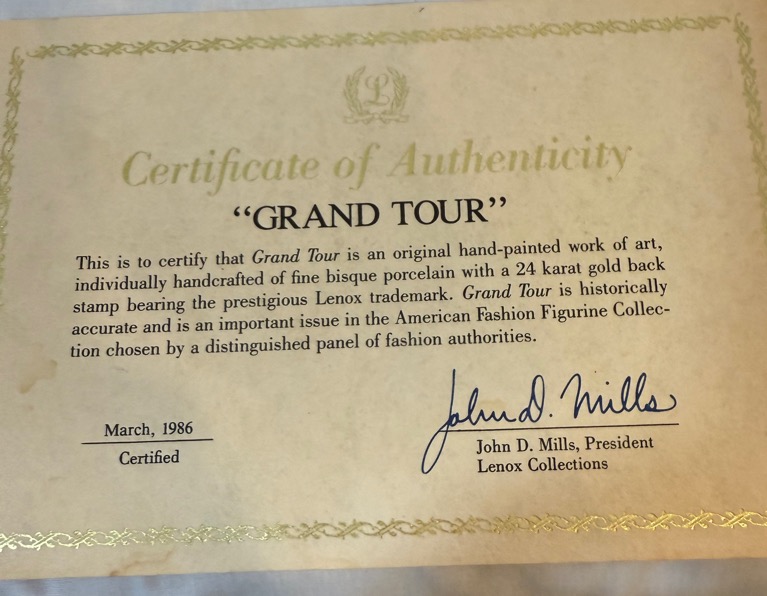 L
Certificate of Authenticity
“GRAND TOUR”
This is to certify that Grand Tour is an original hand-painted work of art,
individually handcrafted of fine bisque porcelain with a 24 karat gold back
stamp bearing the prestigious Lenox trademark. Grand Tour is historically
accurate and is an important issue in the American Fashion Figurine Collec-
tion chosen by a distinguished panel of fashion authorities.
March, 1986
Certified
John D. Mills
John D. Mills, President
Lenox Collections